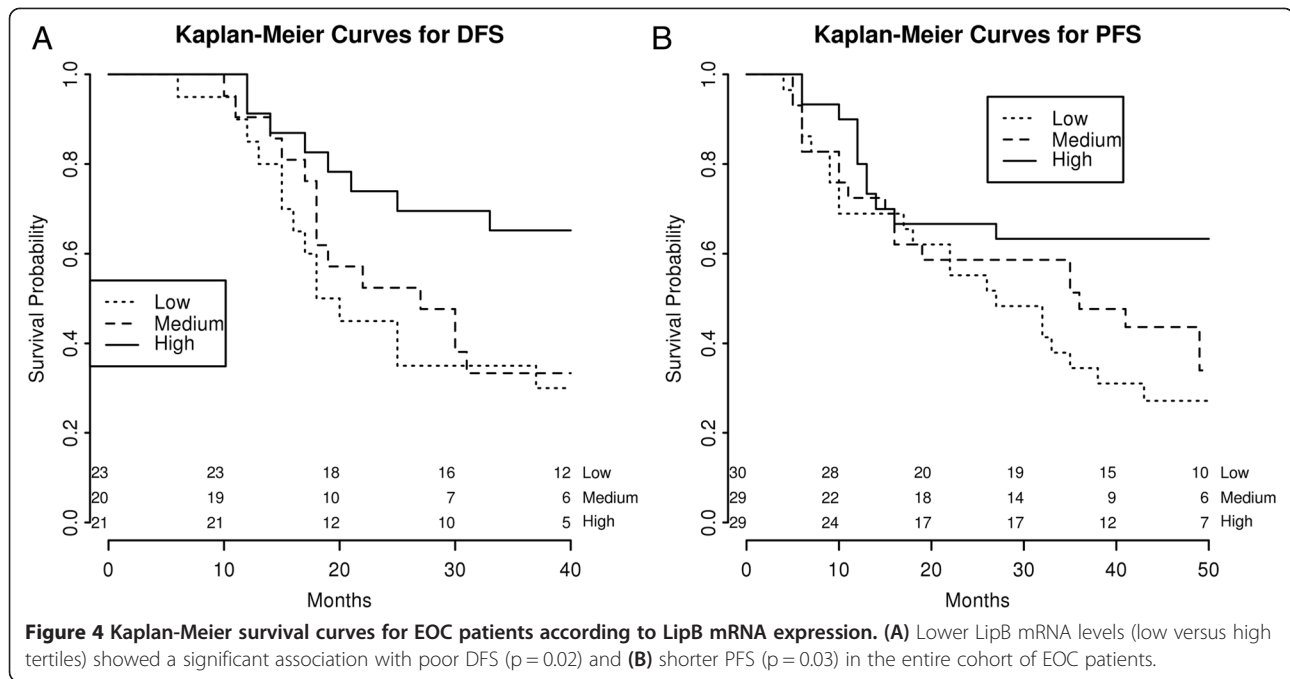 A
Kaplan-Meier Curves for DFS
Survival Probability
1.0
0.8
0.6
0.4
0.2
0.0
Low
Medium
High
23 23 18 16 12 Low
20 19 10 7 6 Medium
21 21 12 10 5 High
0 10 20 30 40
Months
B
Kaplan-Meier Curves for PFS
Survival Probability
1.0
0.8
0.6
0.4
0.2
0.0
Low
Medium
High
30 28 20 19 15 10 Low
29 22 18 14 9 6 Medium
29 24 17 17 12 7 High
0 10 20 30 40 50
Months
Figure 4 Kaplan-Meier survival curves for EOC patients according to LipB mRNA expression. (A) Lower LipB mRNA levels (low versus high
tertiles) showed a significant association with poor DFS (p = 0.02) and (B) shorter PFS (p = 0.03) in the entire cohort of EOC patients.